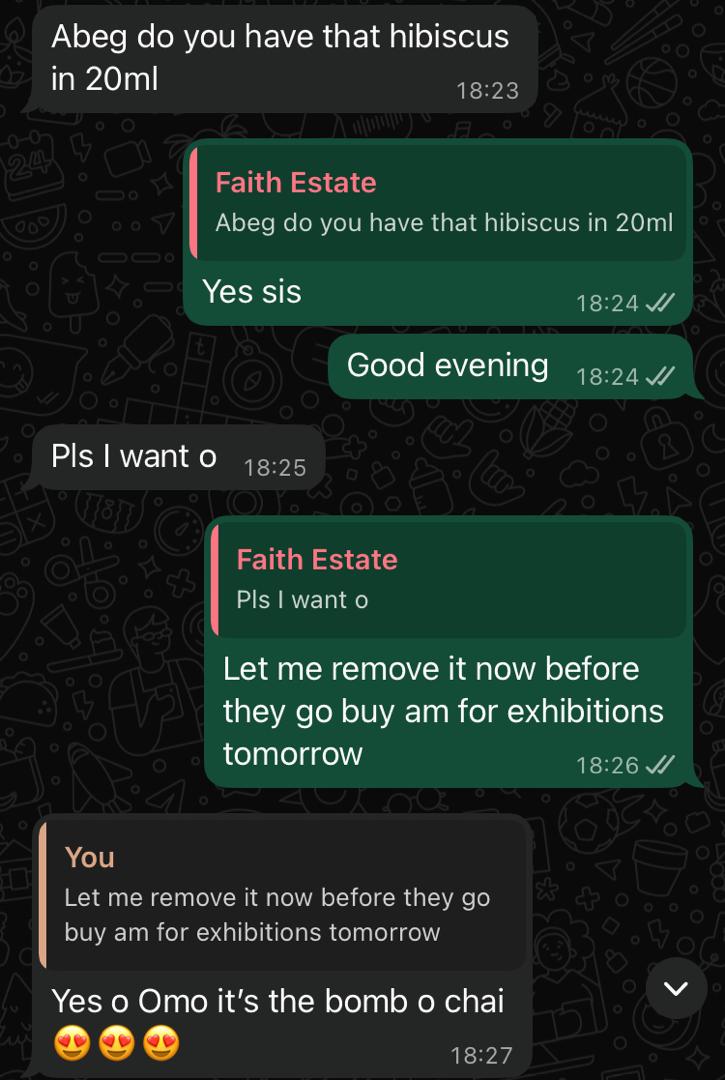 Abeg do you have that hibiscus
in 20ml
18:23
Faith Estate
Abeg do you have that hibiscus in 20ml
Yes sis
18:24
Good evening
18:24
Pls I want o
18:25
Faith Estate
Pls I want o
Let me remove it now before
they go buy am for exhibitions
tomorrow
18:26
You
Let me remove it now before they go
buy am for exhibitions tomorrow
Yes o Omo it’s the bomb o chai
😍😍😍
18:27